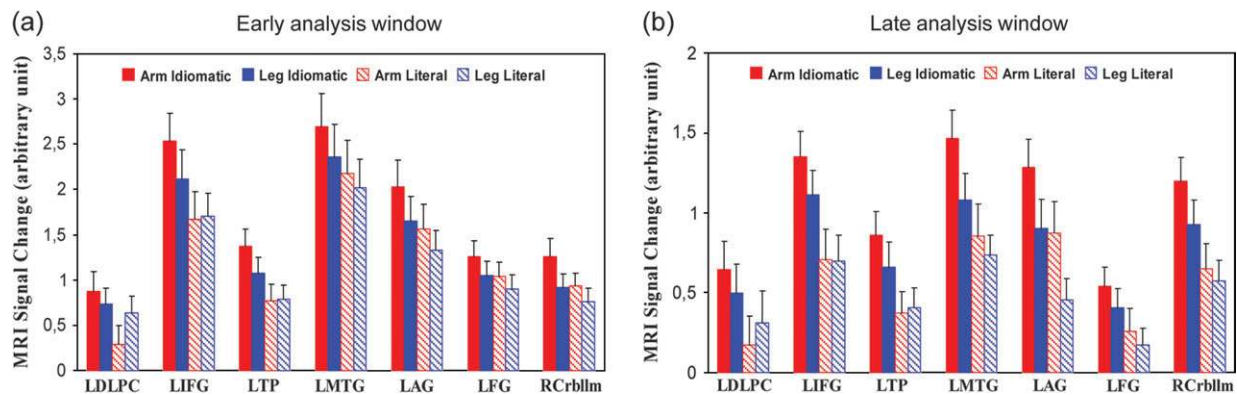 (a) Early analysis window
MRI Signal Change (arbitrary unit)
3,5
3
2,5
2
1,5
1
0,5
0
Arm Idiomatic Leg Idiomatic Arm Literal Leg Literal
LDLPC LIFG LTP LMTG LAG LFG RCrbllm
(b) Late analysis window
MRI Signal Change (arbitrary unit)
2
1,5
1
0,5
0
Arm Idiomatic Leg Idiomatic Arm Literal Leg Literal
LDLPC LIFG LTP LMTG LAG LFG RCrbllm